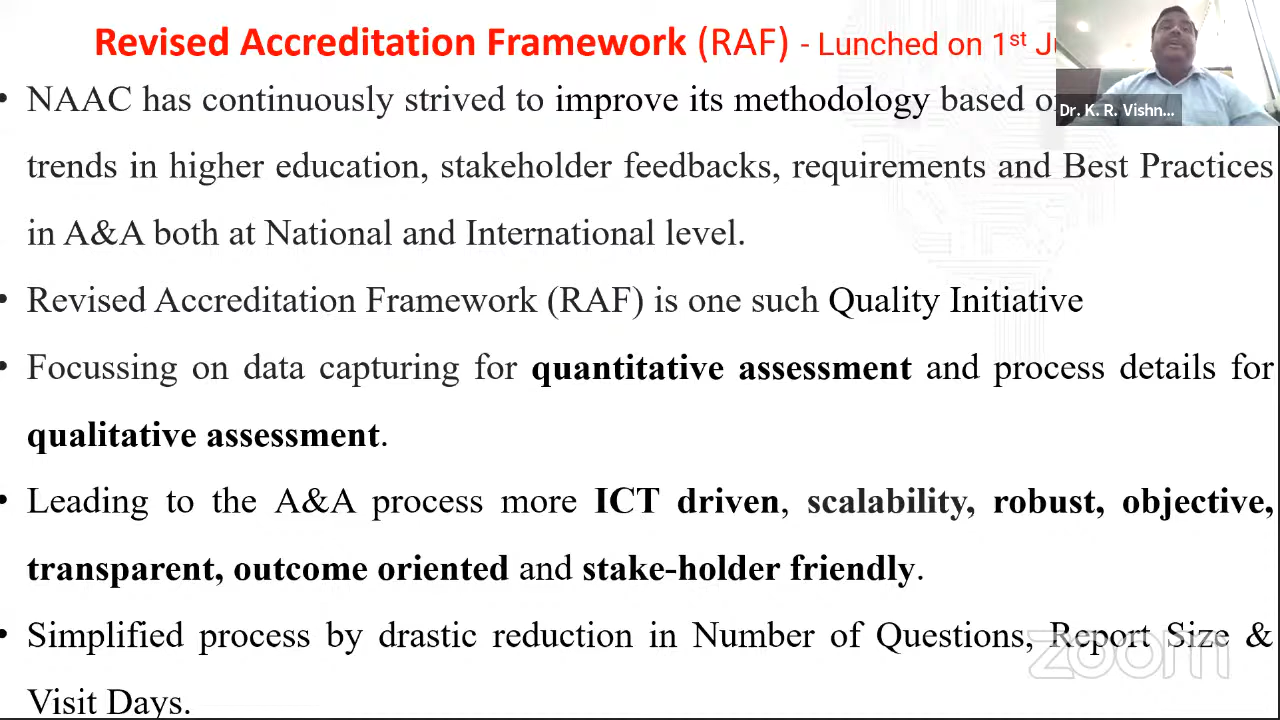 Revised Accreditation Framework (RAF) - Lunched on 1st
• NAAC has continuously strived to improve its methodology based
trends in higher education, stakeholder feedbacks, requirements and Best Practices
in A&A both at National and International level.
• Revised Accreditation Framework (RAF) is one such Quality Initiative
• Focussing on data capturing for quantitative assessment and process details for
qualitative assessment.
• Leading to the A&A process more ICT driven, scalability, robust, objective,
transparent, outcome oriented and stake-holder friendly.
• Simplified process by drastic reduction in Number of Questions, Report Size &
Visit Days.
Dr. K. R. Vishn...
zoom